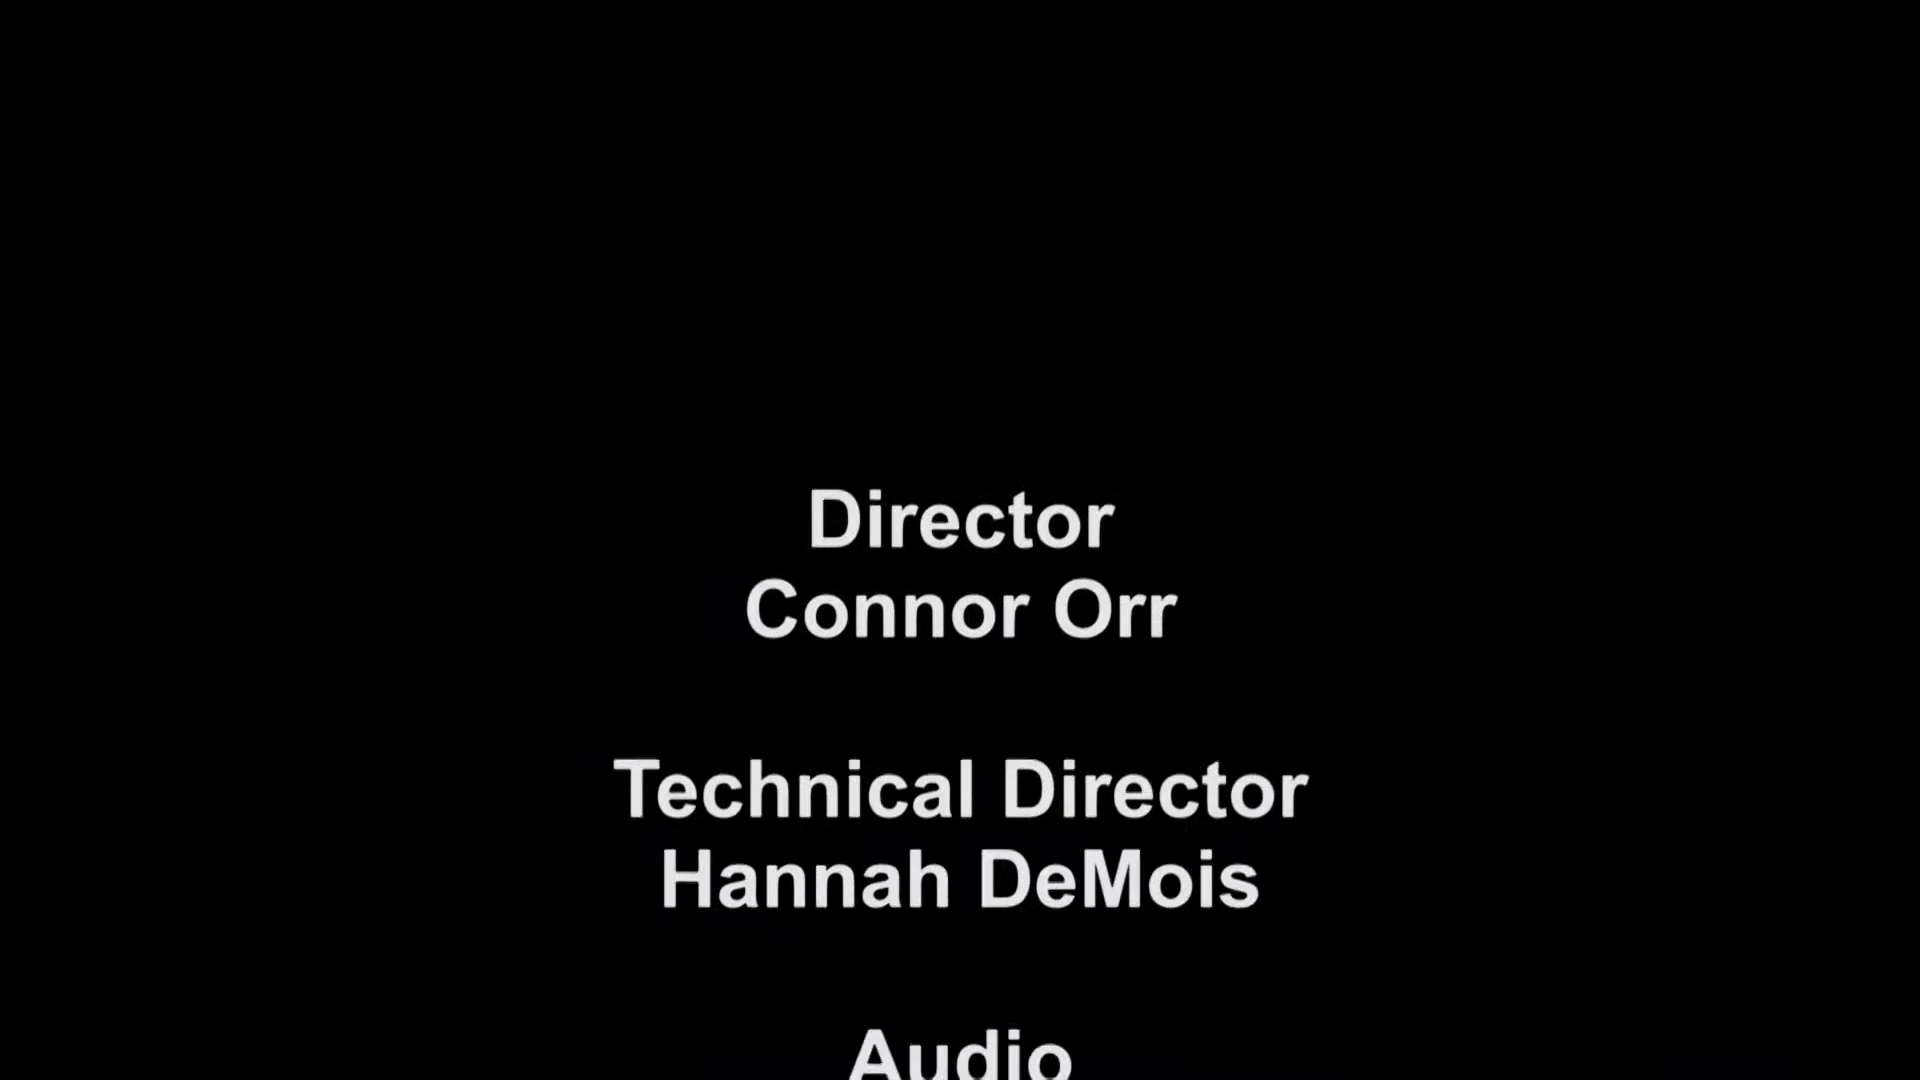 Director
Connor Orr
Technical Director
Hannah DeMois
Audio